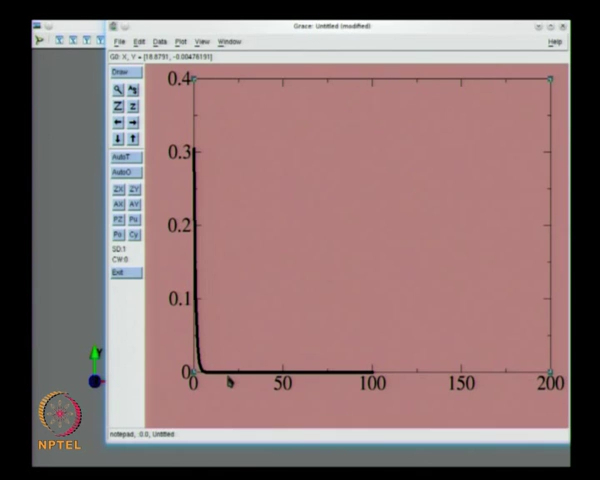 Grace: Untitled (modified)
File Edit Data Plot View Window Help
G0: X, Y = [18.8791, -0.00476191]
Draw
Z z
AutoT
AutoO
ZX ZY
AX AY
PZ Pu
Po Cy
SD:1
CW:0
Exit
0.4
0.3
0.2
0.1
0
0 50 100 150 200
Y
notepad, :0.0, Untitled
NPTEL